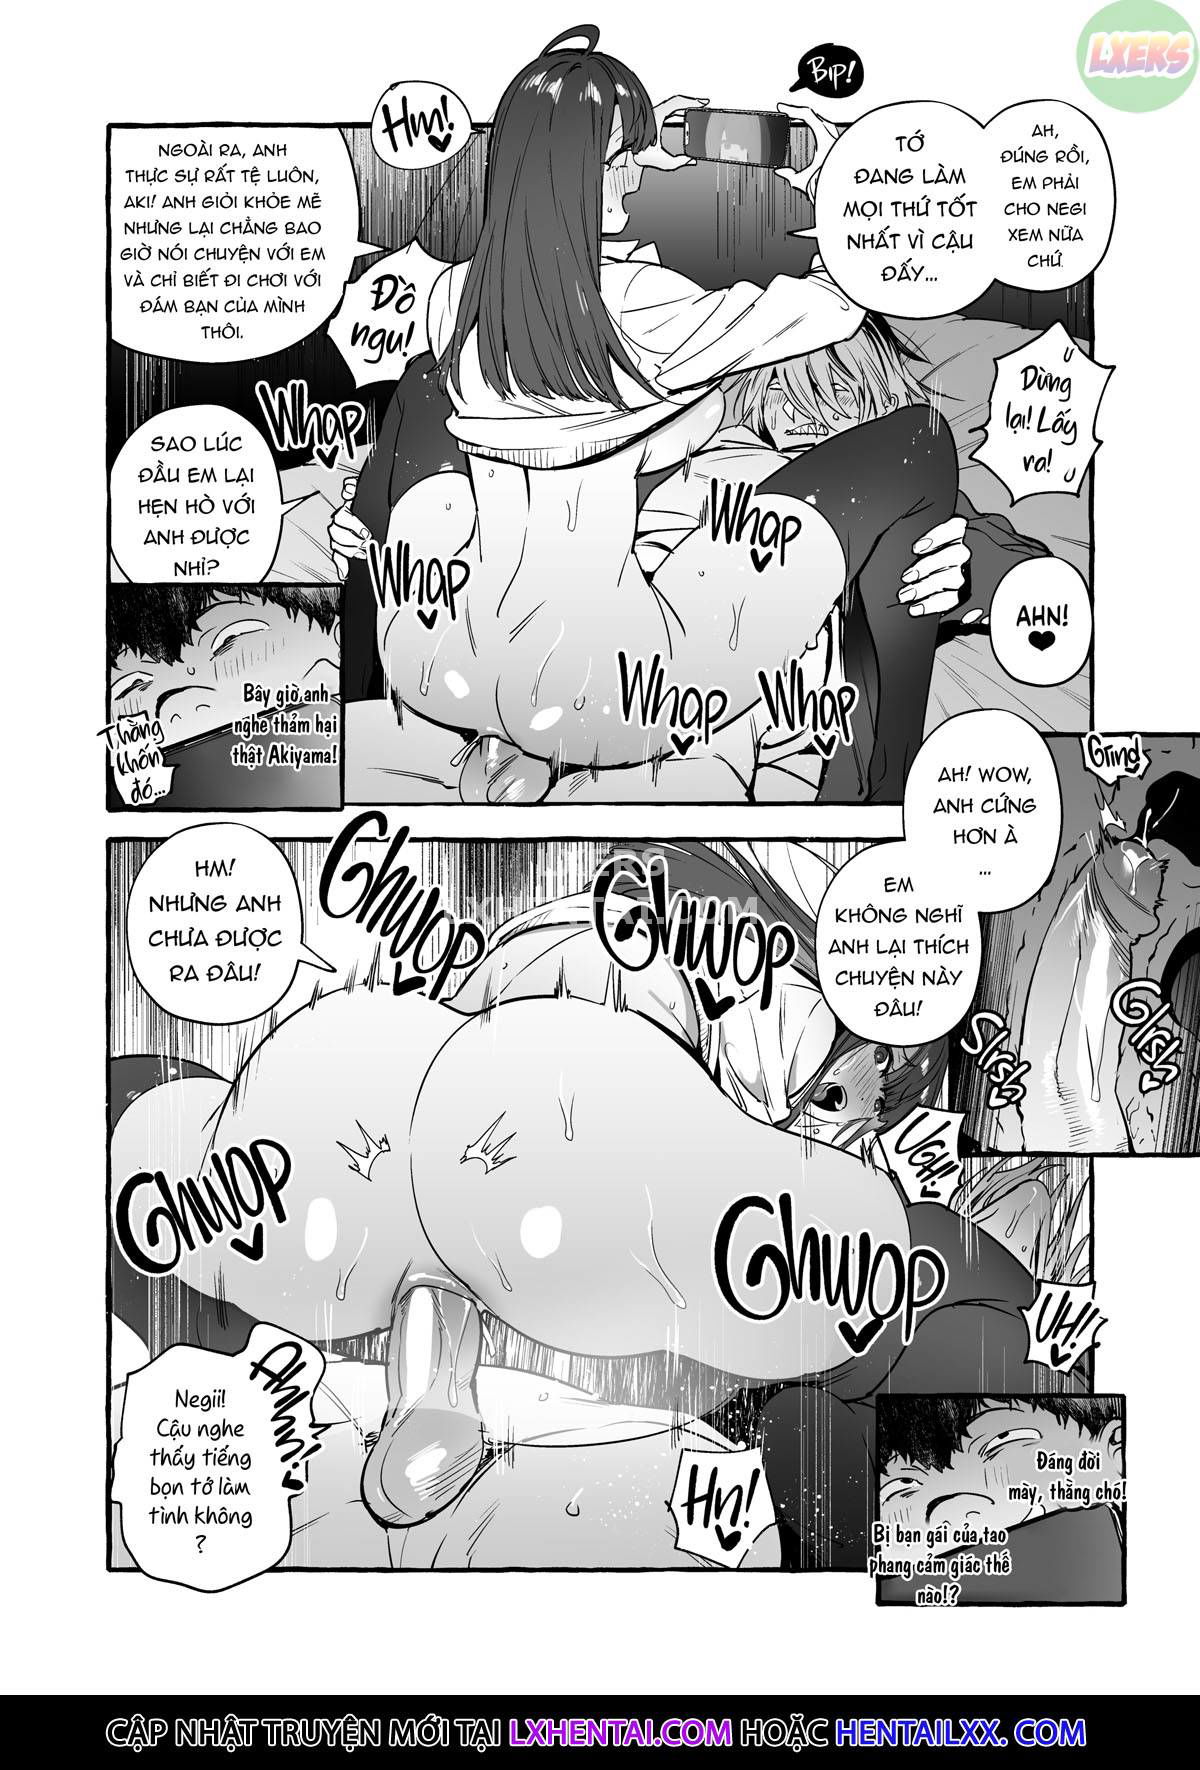 LXERS
BIP!
HM!
AH,
ĐÚNG RỒI,
EM PHẢI
CHO NEGI
XEM NỮA
CHỨ
TỚ
ĐANG LÀM
MỌI THỨ TỐT
NHẤT VÌ CẬU
ĐẤY...
NGOÀI RA, ANH
THỰC SỰ RẤT TỆ LUÔN,
AKI! ANH GIỎI KHỎE MẼ
NHƯNG LẠI CHẲNG BAO
GIỜ NÓI CHUYỆN VỚI EM
VÀ CHỈ BIẾT ĐI CHƠI VỚI
ĐÁM BẠN CỦA MÌNH
THÔI.
ĐỒ
NGU!
DỪNG
LẠI! LẤY
RA!
WHAP
SAO LÚC
ĐẦU EM LẠI
HẸN HÒ VỚI
ANH ĐƯỢC
NHỈ?
WHAP
WHAP
WHAP
WHAP
AHN!
Bây giờ,anh
nghe thảm hại
thật Akiyama!
Thằng
khốn
đó...
Grind
AH! WOW,
ANH CỨNG
HƠN À
...
EM
KHÔNG NGHĨ
ANH LẠI THÍCH
CHUYỆN NÀY
ĐÂU!
HM!
NHƯNG ANH
CHƯA ĐƯỢC
RA ĐÂU!
GHWOP
GHWOP
LXERS
LXHENTAI.COM
Slrsh
Glrsh
UGH!
GHWOP
GHWOP
UH!
Negii!
Cậu nghe
thấy tiếng
bọn tớ làm
tình không
?
HN!
Đáng đời
mày, thằng chó!
Bị bạn gái của tao
phang cảm giác thế
nào!?
CẬP NHẬT TRUYỆN MỚI TẠI LXHENTAI.COM HOẶC HENTAILXX. COM